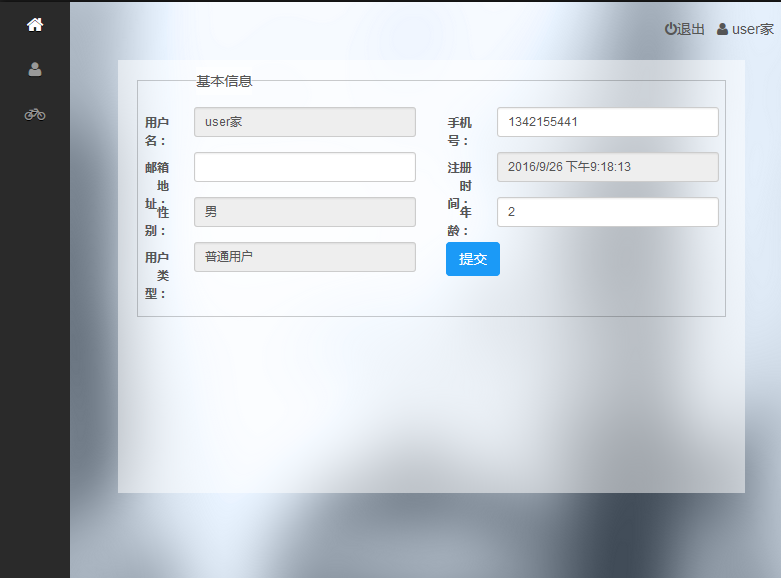 退出 user家
基本信息
用户名：
user家
手机号：
1342155441
邮箱地址：
注册时间：
2016/9/26 下午9:18:13
性别：
男
年龄：
2
用户类型：
普通用户
提交